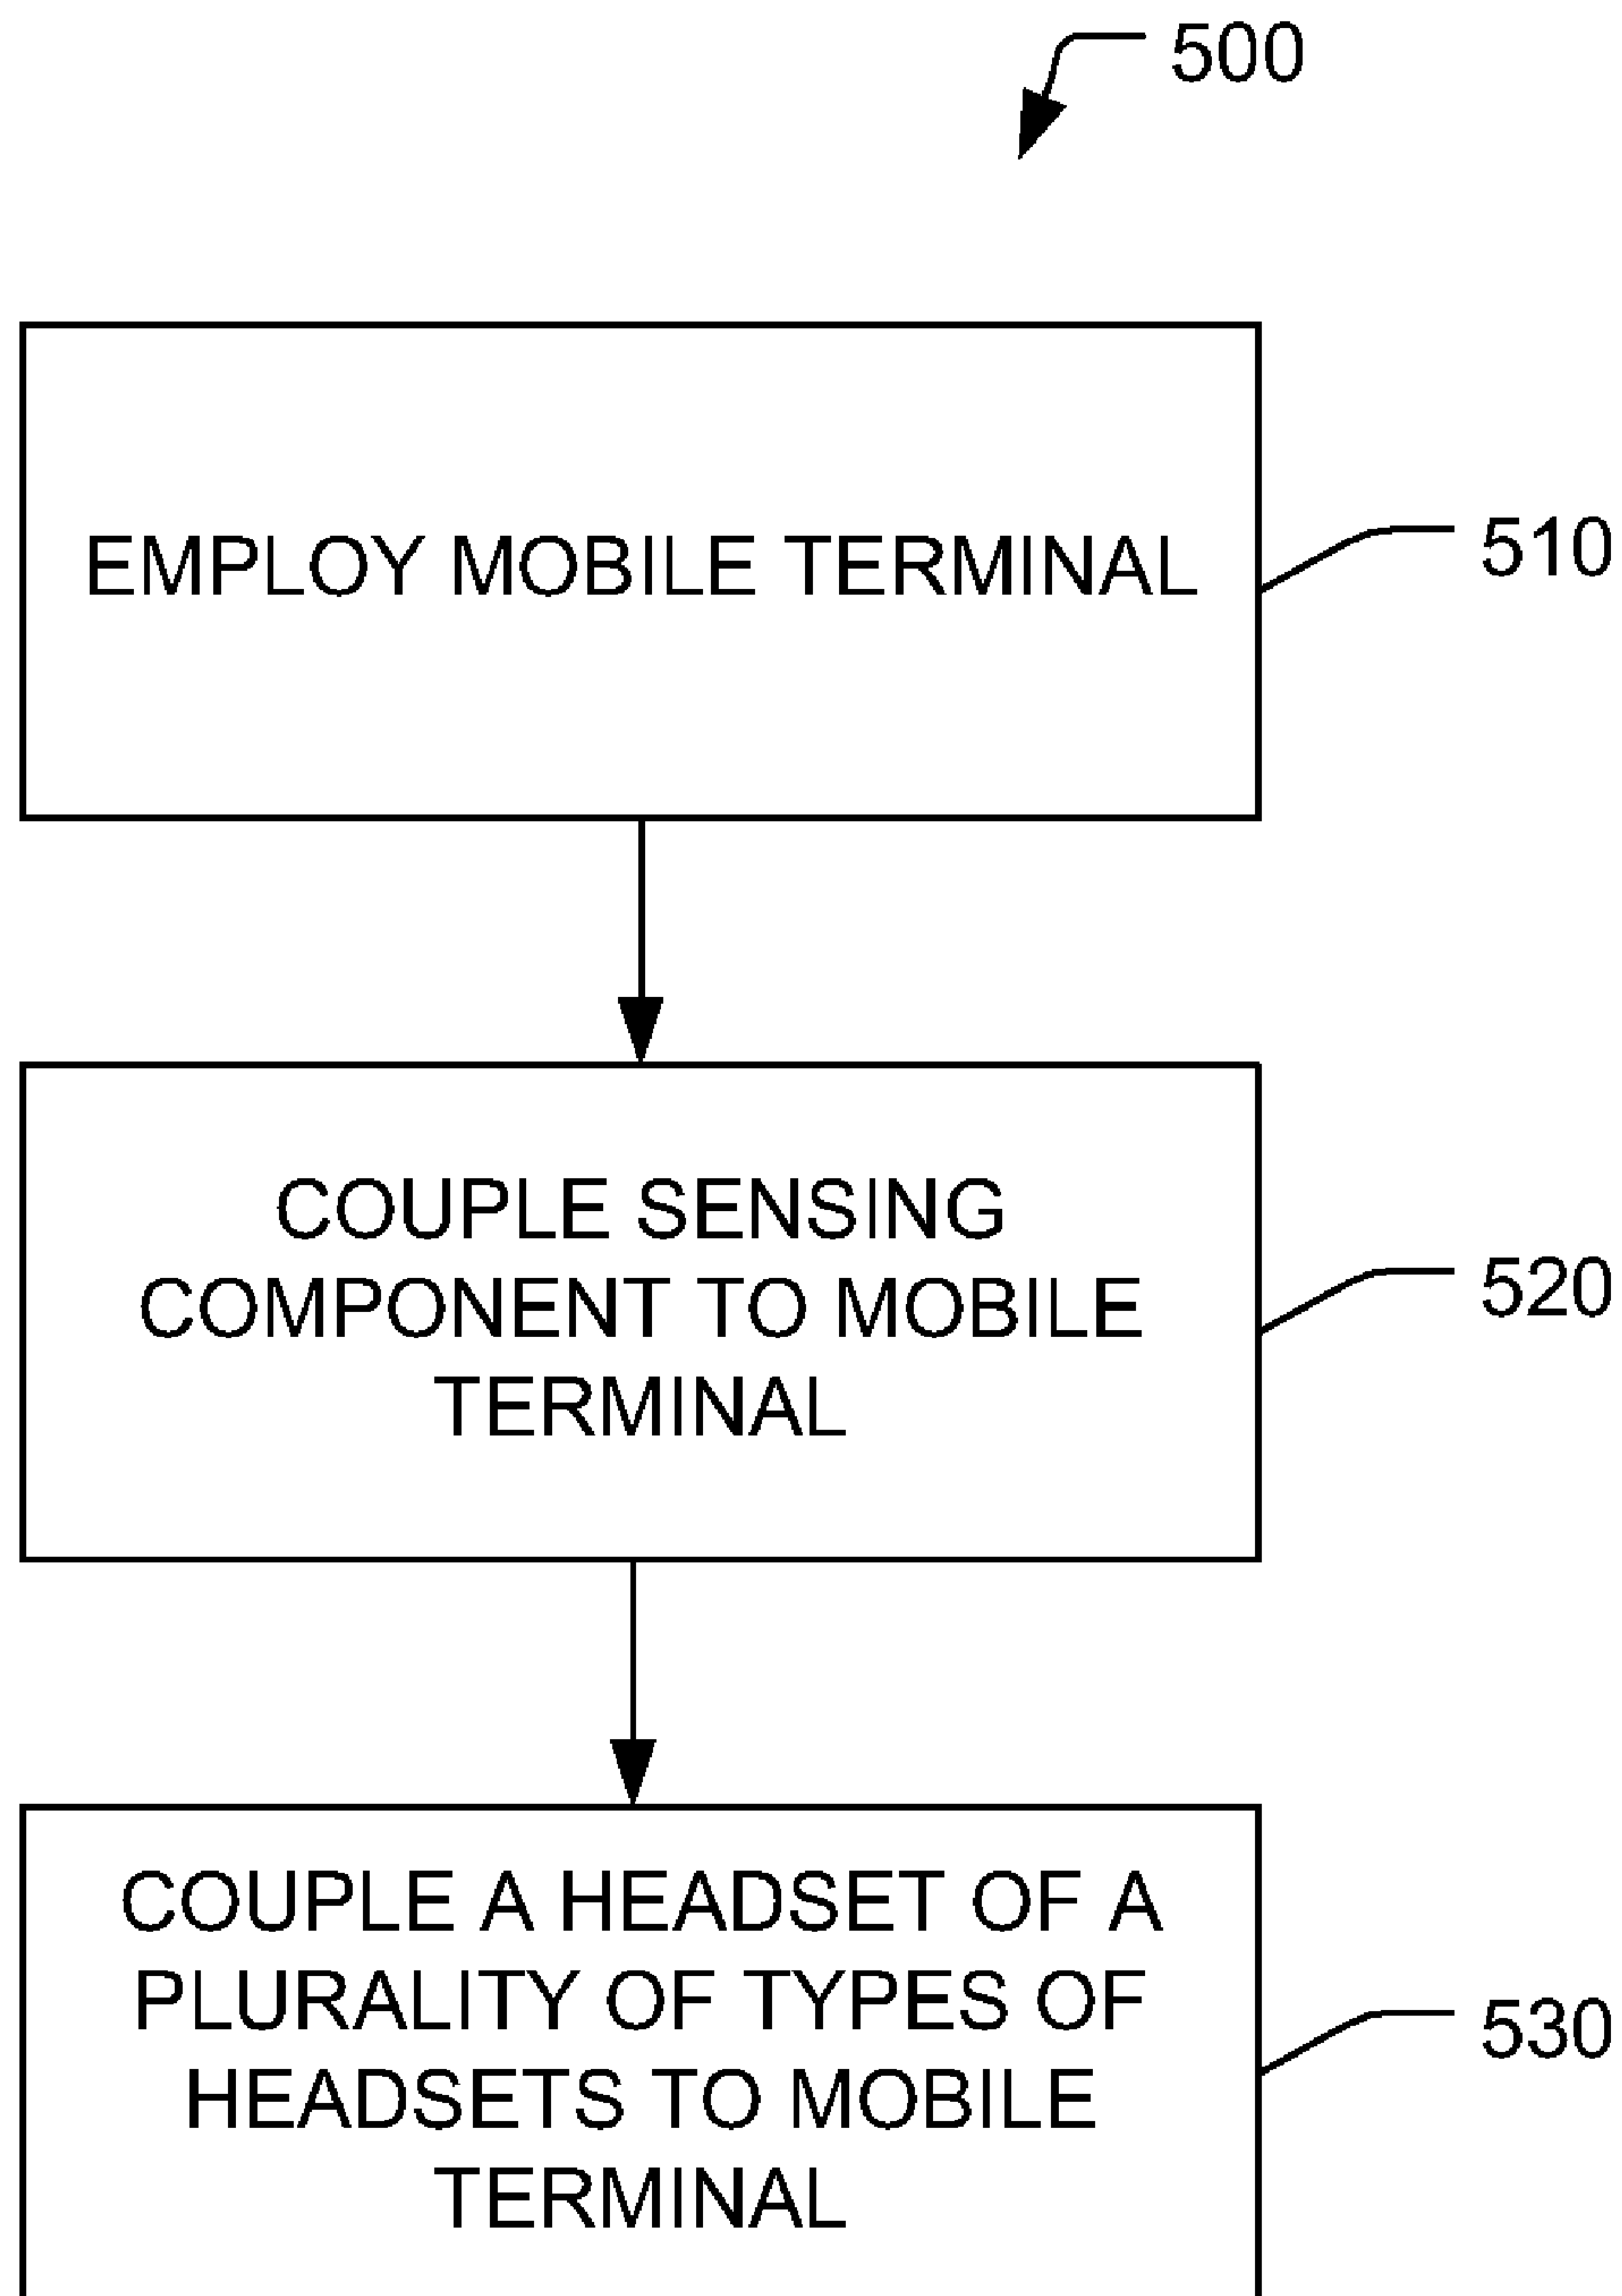 500
EMPLOY MOBILE TERMINAL
510
COUPLE SENSING
COMPONENT TO MOBILE
TERMINAL
520
COUPLE A HEADSET OF A
PLURALITY OF TYPES OF
HEADSETS TO MOBILE
TERMINAL
530